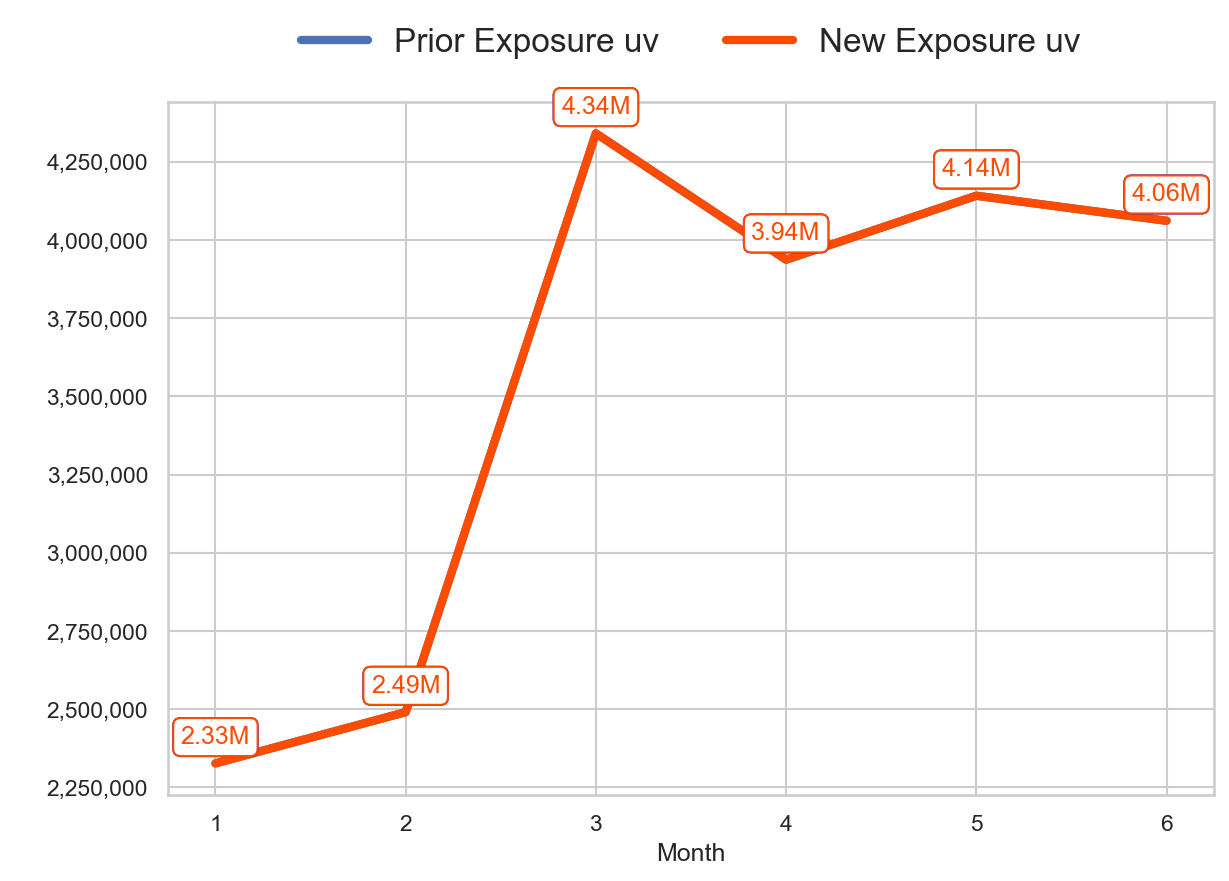 Prior Exposure uv
New Exposure uv
4.34M
4,250,000
4.14M
4.06M
4,000,000
3.94M
3,750,000
3,500,000
3,250,000
3,000,000
2,750,000
2.49M
2,500,000
2.33M
2,250,000
1 2 3 4 5 6
Month